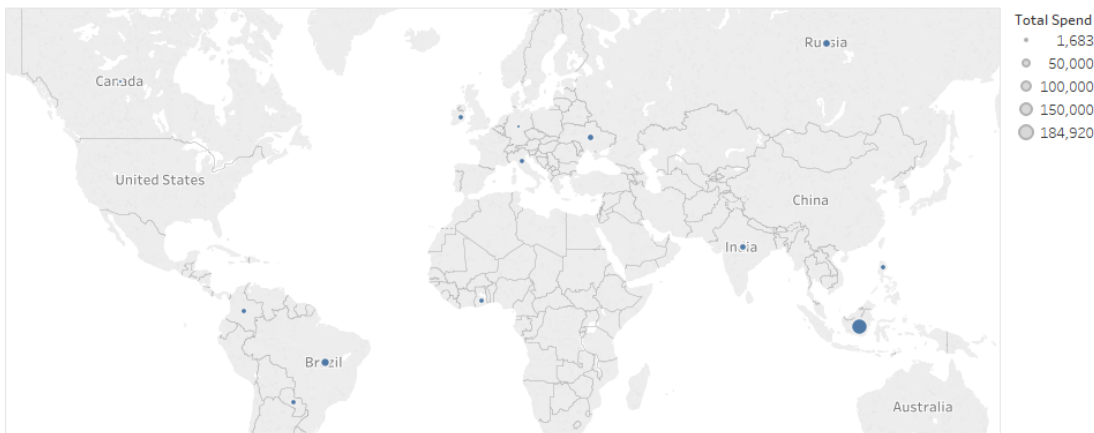 Total Spend
1,683
50,000
100,000
150,000
184,920
Russia
Canada
United States
China
India
Brazil
Australia